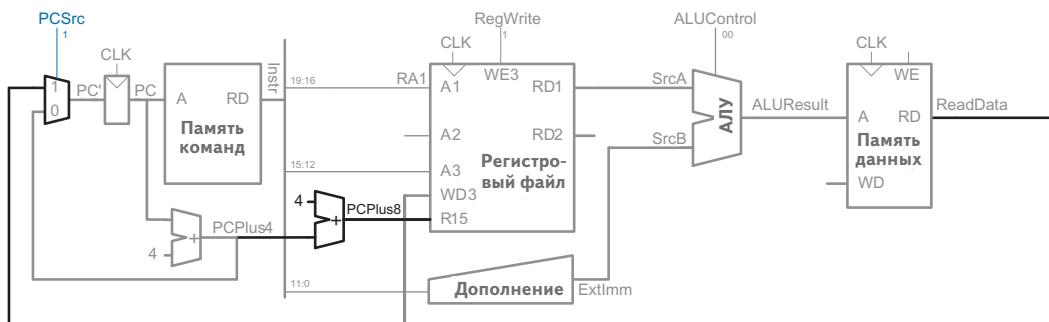 PCSrc
1
RegWrite
1
ALUControl
00
CLK
CLK
CLK
1
0
PC'
PC
A
RD
Память
команд
Instr
19:16
RA1
A1
WE3
RD1
SrcA
A2
RD2
SrcB
15:12
A3
Регистро-
вый файл
WD3
R15
АЛУ
ALUResult
WE
A
RD
ReadData
Память
данных
WD
4
+
PCPlus8
PCPlus4
4
+
11:0
Дополнение
ExtImm